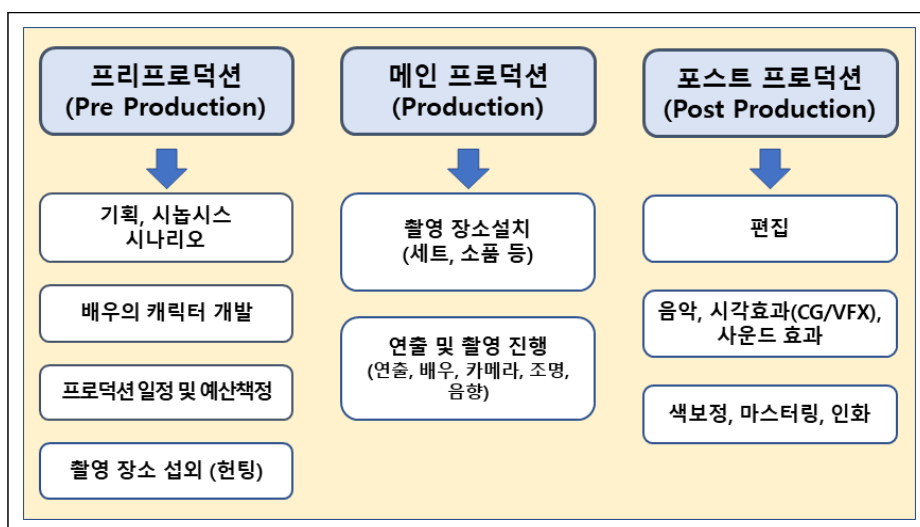 프리프로덕션
(Pre Production)
기획, 시놉시스
시나리오
배우의 캐릭터 개발
프로덕션 일정 및 예산책정
촬영 장소 섭외 (헌팅)
메인 프로덕션
(Production)
촬영 장소설치
(세트, 소품 등)
연출 및 촬영 진행
(연출, 배우, 카메라, 조명,
음향)
포스트 프로덕션
(Post Production)
편집
음악, 시각효과(CG/VFX),
사운드 효과
색보정, 마스터링, 인화